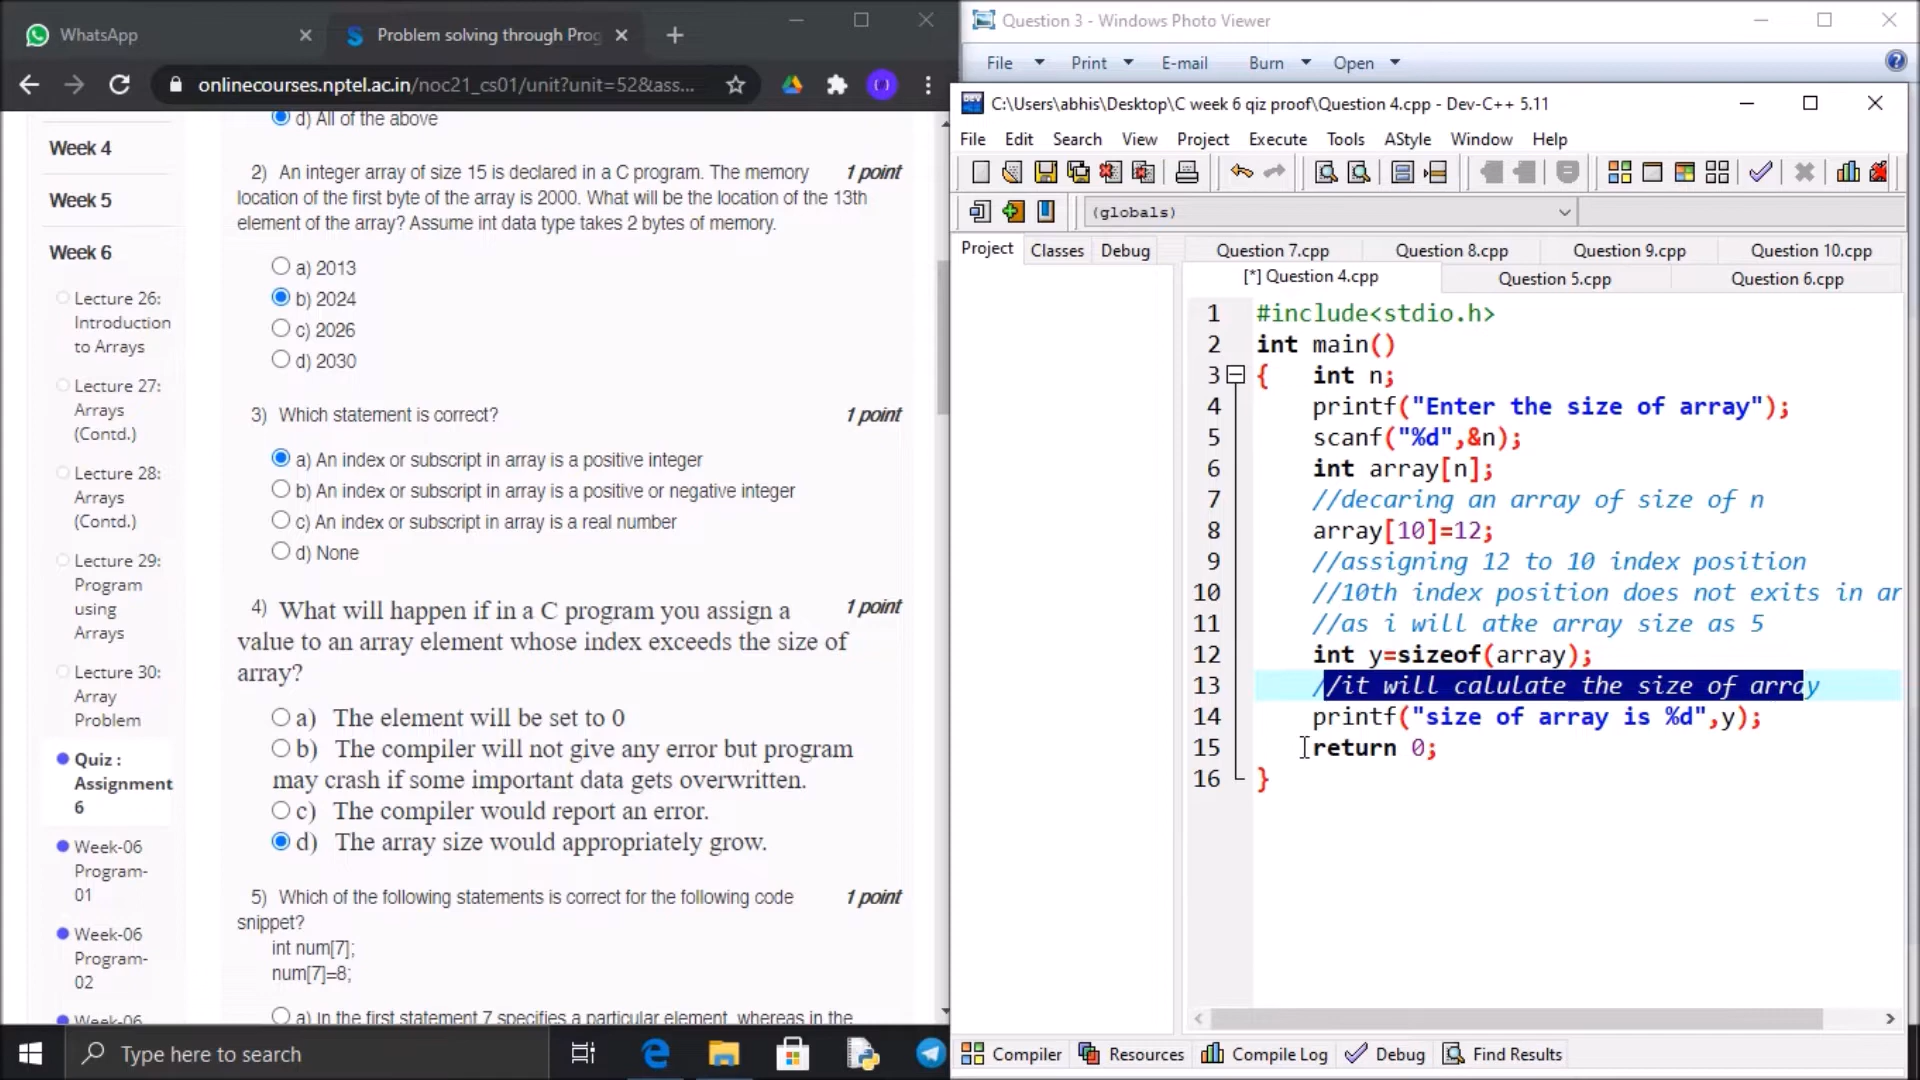 WhatsApp
Problem solving through Prog
onlinecourses.nptel.ac.in/noc21_cs01/unit?unit=52&ass...
Week 4
Week 5
Week 6
Lecture 26:
Introduction
to Arrays
Lecture 27:
Arrays
(Contd.)
Lecture 28:
Arrays
(Contd.)
Lecture 29:
Program
using
Arrays
Lecture 30:
Array
Problem
Quiz :
Assignment
6
Week-06
Program-
01
Week-06
Program-
02
Week-06
d) All of the above
2) An integer array of size 15 is declared in a C program. The memory 1 point
location of the first byte of the array is 2000. What will be the location of the 13th
element of the array? Assume int data type takes 2 bytes of memory.
a) 2013
b) 2024
c) 2026
d) 2030
3) Which statement is correct? 1 point
a) An index or subscript in array is a positive integer
b) An index or subscript in array is a positive or negative integer
c) An index or subscript in array is a real number
d) None
4) What will happen if in a C program you assign a 1 point
value to an array element whose index exceeds the size of
array?
a) The element will be set to 0
b) The compiler will not give any error but program
may crash if some important data gets overwritten.
c) The compiler would report an error.
d) The array size would appropriately grow.
5) Which of the following statements is correct for the following code 1 point
snippet?
int num[7];
num[7]=8;
a) In the first statement 7 specifies a particular element, whereas in the
Question 3 - Windows Photo Viewer
File Print E-mail Burn Open
C:\Users\abhis\Desktop\C week 6 qiz proof\Question 4.cpp - Dev-C++ 5.11
File Edit Search View Project Execute Tools AStyle Window Help
(globals)
Project Classes Debug
Question 7.cpp Question 8.cpp Question 9.cpp Question 10.cpp
[*] Question 4.cpp Question 5.cpp Question 6.cpp
1 #include<stdio.h>
2 int main()
3 { int n;
4 printf("Enter the size of array");
5 scanf("%d",&n);
6 int array[n];
7 //decaring an array of size of n
8 array[10]=12;
9 //assigning 12 to 10 index position
10 //10th index position does not exits in ar
11 //as i will atke array size as 5
12 int y=sizeof(array);
13 //it will calulate the size of array
14 printf("size of array is %d",y);
15 return 0;
16 }
Compiler Resources Compile Log Debug Find Results
Type here to search